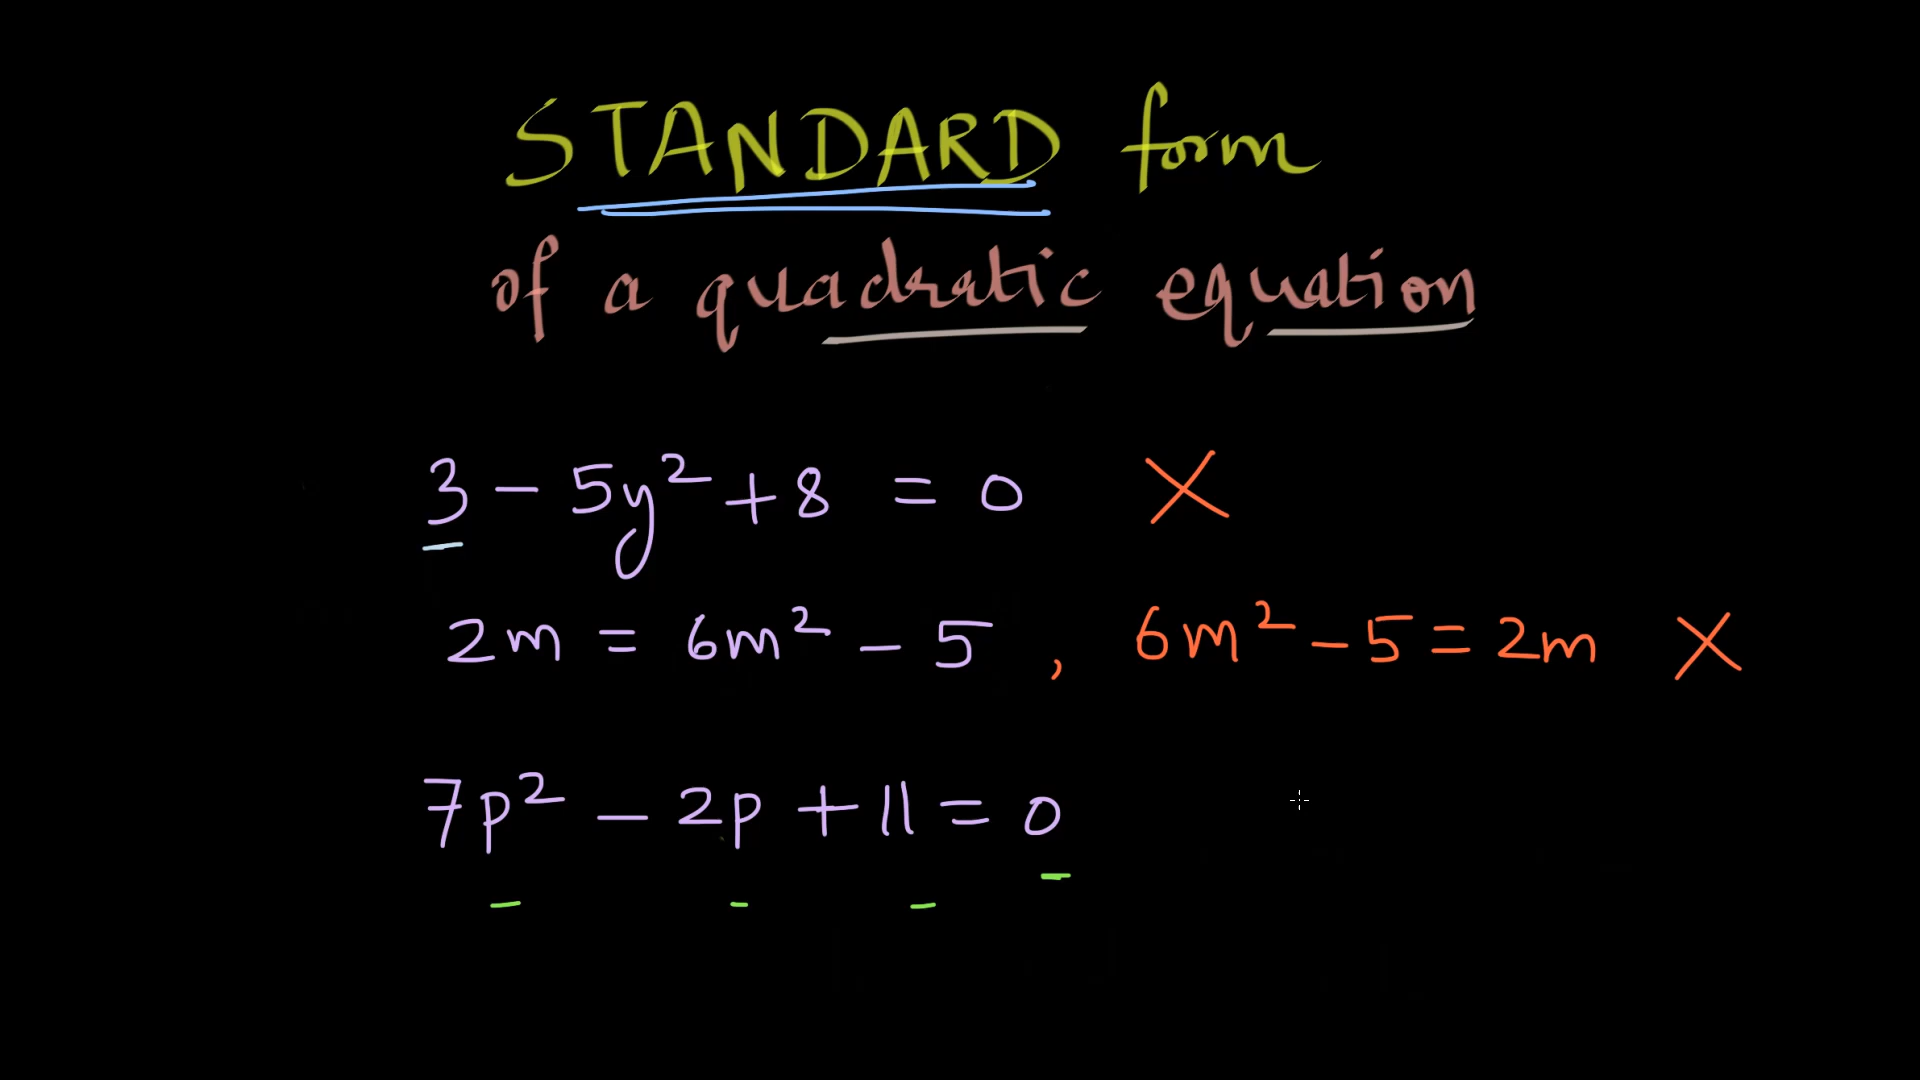 STANDARD form
of a quadratic equation
3 - 5y² + 8 = 0 X
2m = 6m² - 5 , 6m² - 5 = 2m X
7p² - 2p + 11 = 0